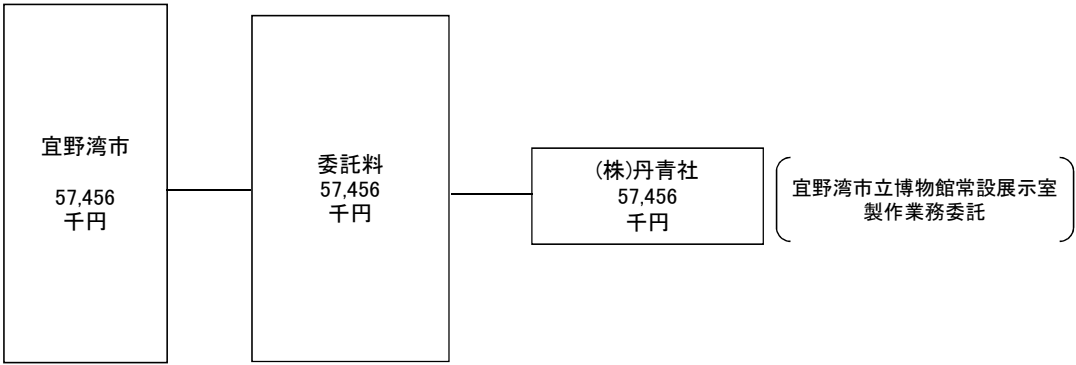 宜野湾市
57,456
千円
委託料
57,456
千円
(株)丹青社
57,456
千円
宜野湾市立博物館常設展示室
製作業務委託